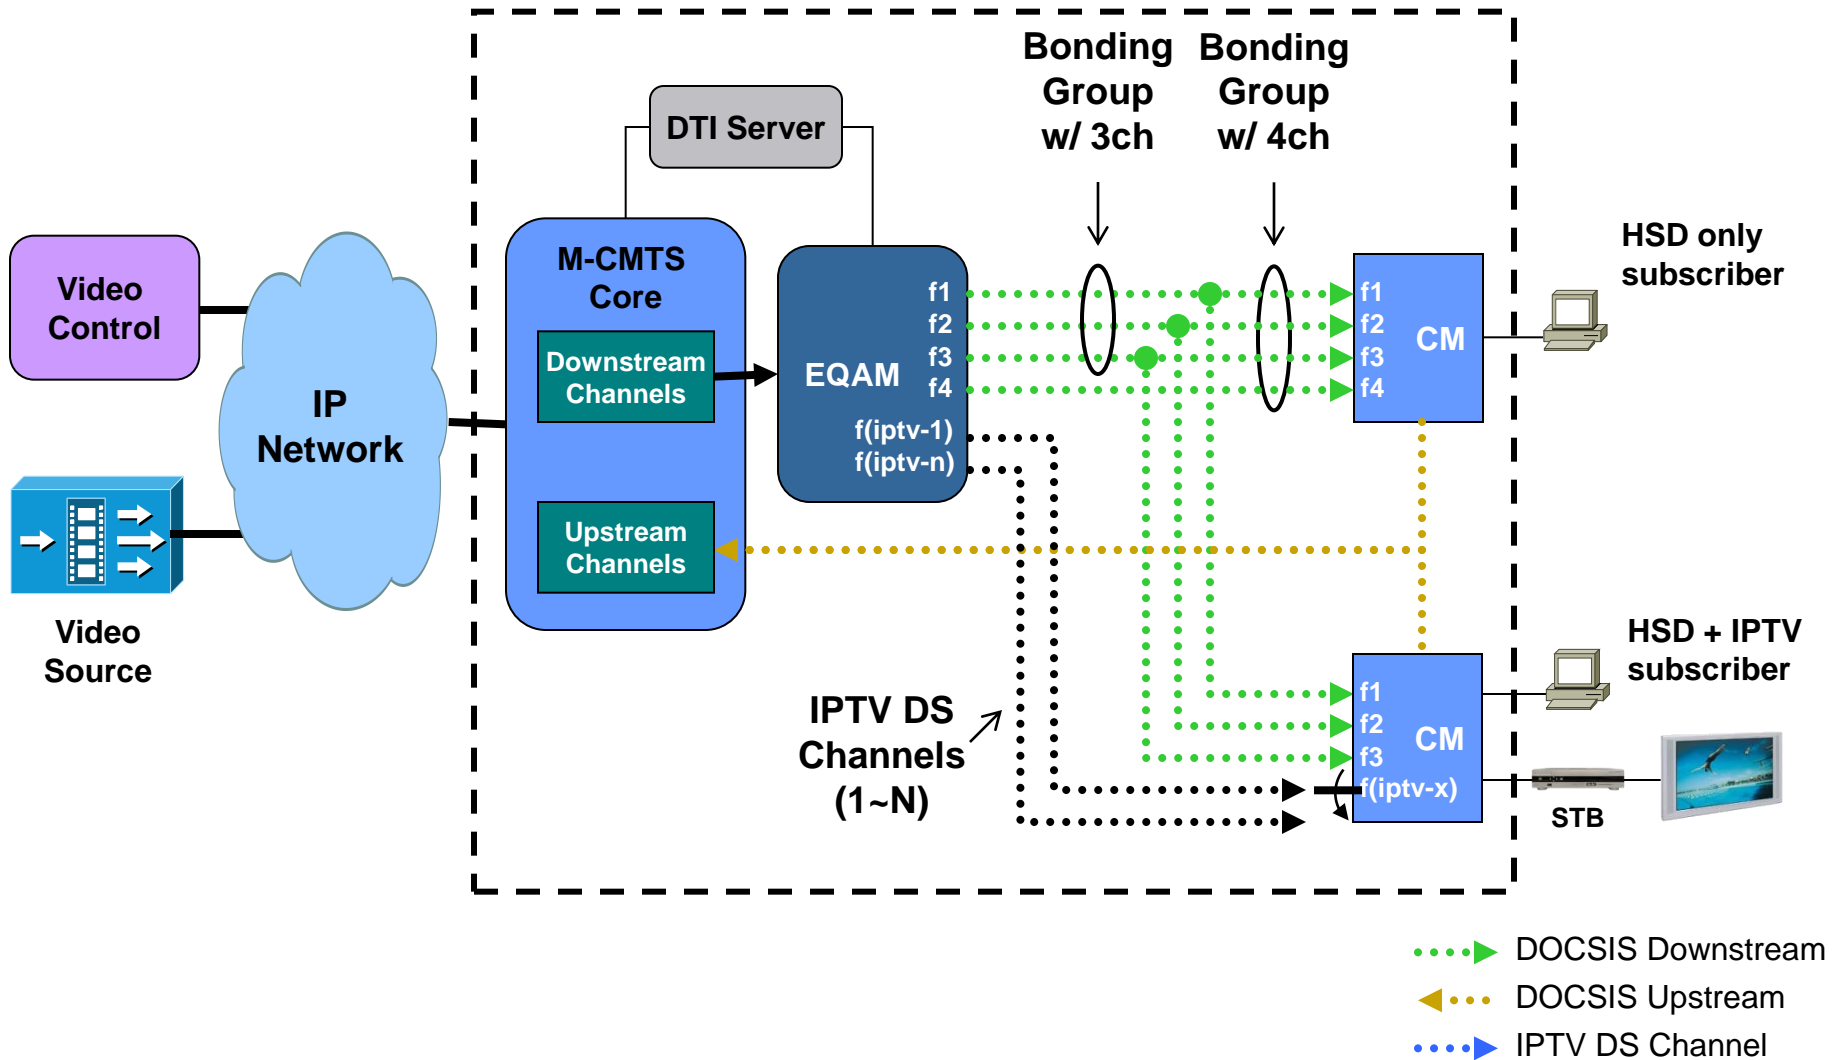 Bonding
Group
w/ 3ch
Bonding
Group
w/ 4ch
DTI Server
Video
Control
IP
Network
Video
Source
M-CMTS
Core
Downstream
Channels
Upstream
Channels
EQAM
f1
f2
f3
f4
f(iptv-1)
f(iptv-n)
f1
f2
f3
f4
CM
HSD only
subscriber
IPTV DS
Channels
(1~N)
f1
f2
f3
f(iptv-x)
CM
HSD + IPTV
subscriber
STB
DOCSIS Downstream
DOCSIS Upstream
IPTV DS Channel